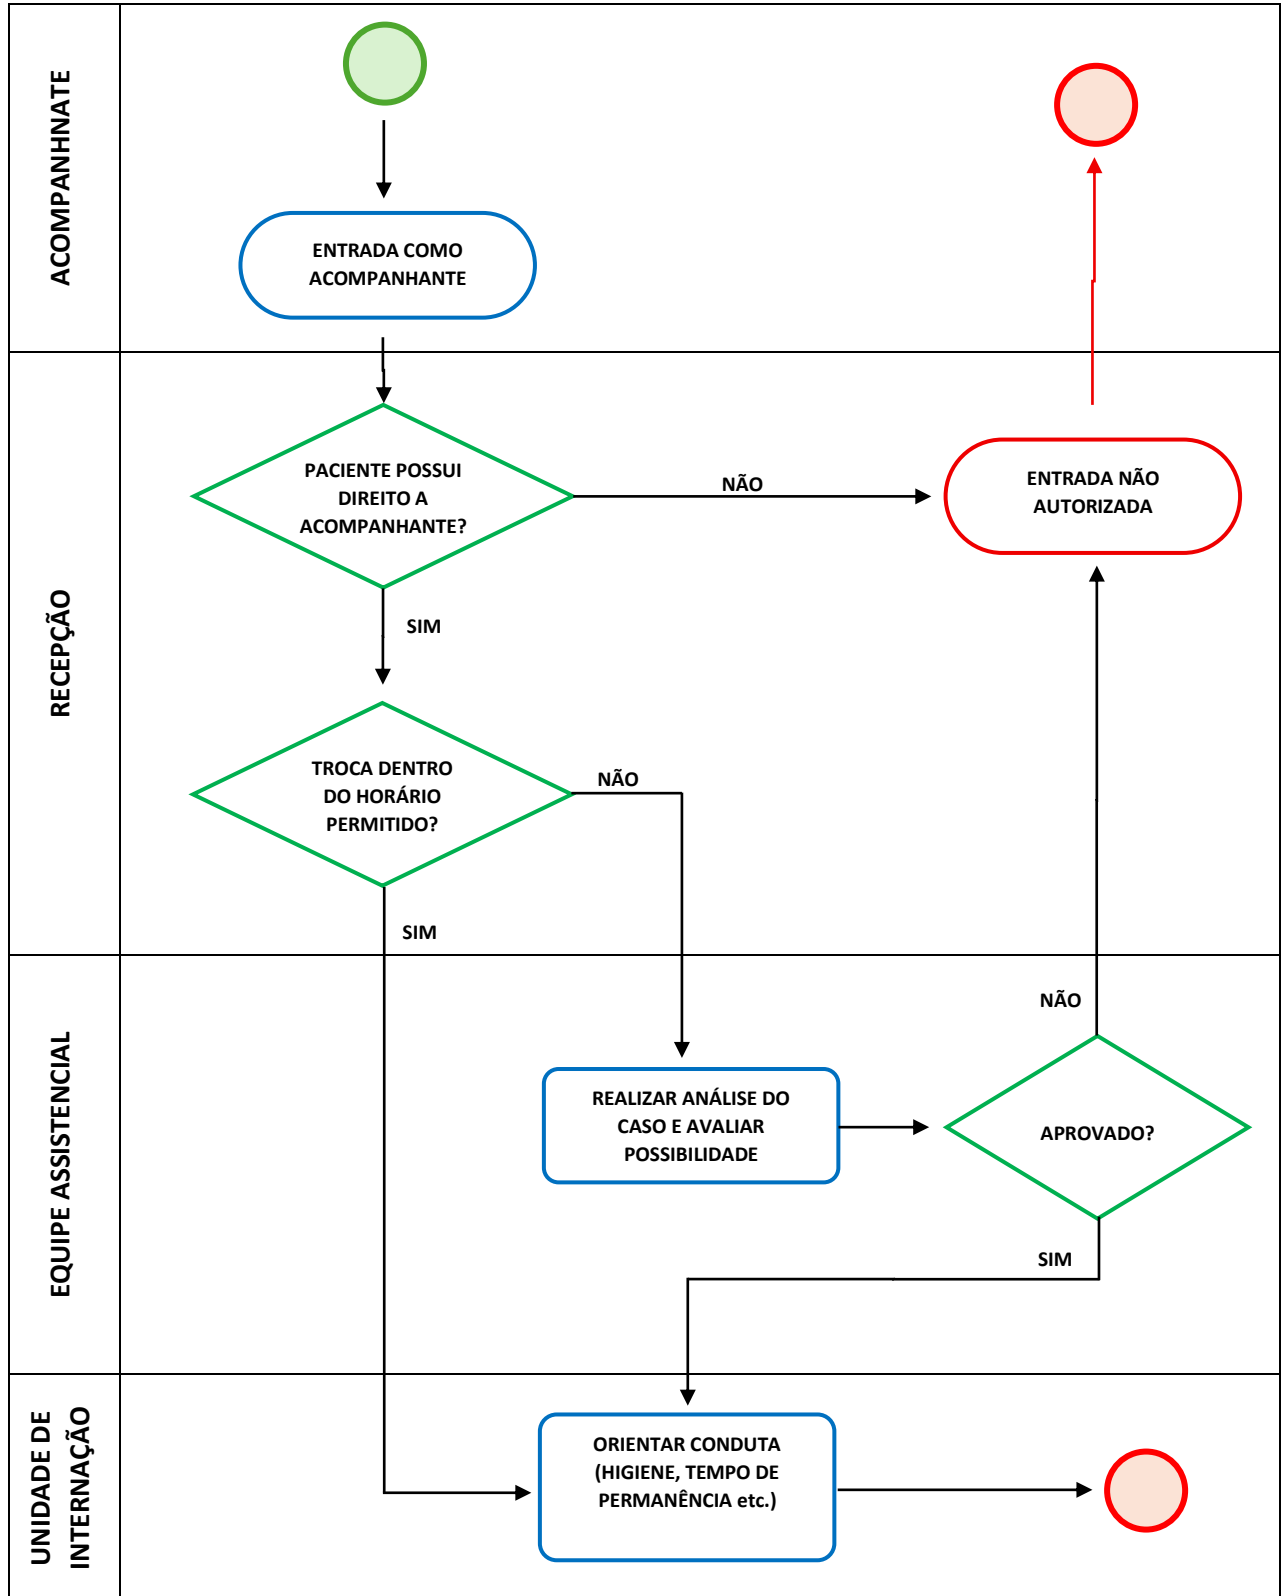 ACOMPANHNATE
ENTRADA COMO
ACOMPANHANTE
RECEPÇÃO
PACIENTE POSSUI
DIREITO A
ACOMPANHANTE?
NÃO
ENTRADA NÃO
AUTORIZADA
SIM
TROCA DENTRO
DO HORÁRIO
PERMITIDO?
NÃO
SIM
EQUIPE ASSISTENCIAL
NÃO
REALIZAR ANÁLISE DO
CASO E AVALIAR
POSSIBILIDADE
APROVADO?
SIM
UNIDADE DE
INTERNAÇÃO
ORIENTAR CONDUTA
(HIGIENE, TEMPO DE
PERMANÊNCIA etc.)